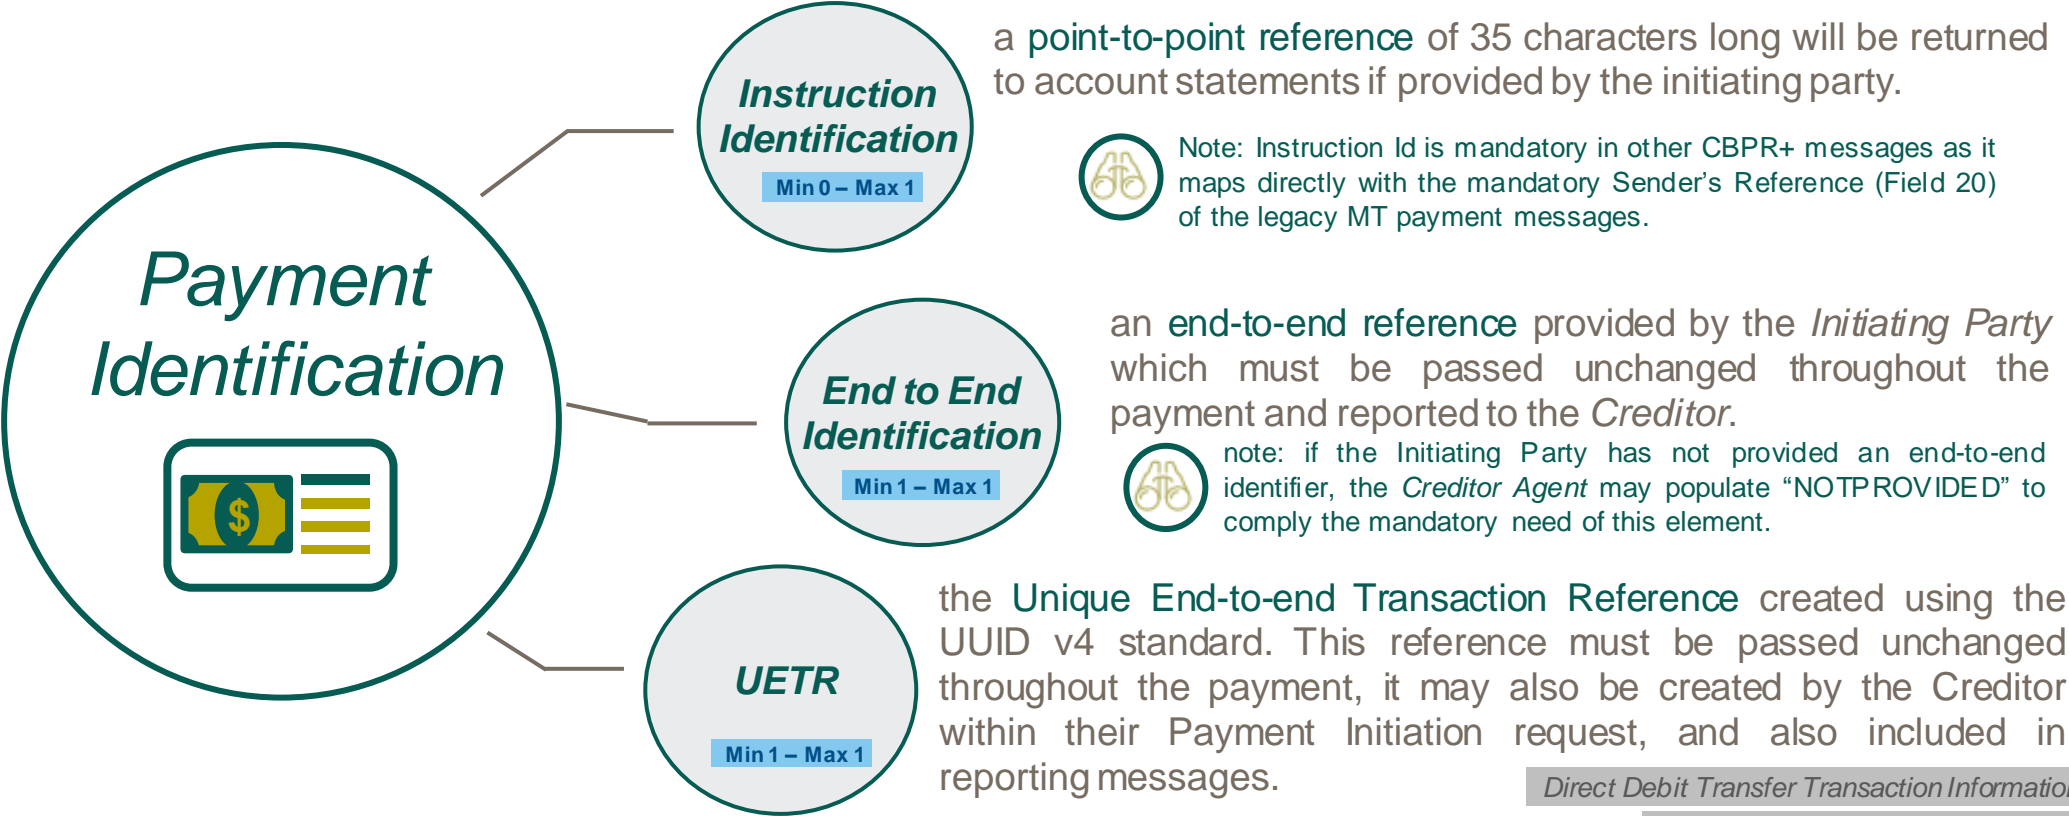 Payment
Identification
$
Instruction
Identification
Min 0 – Max 1
a point-to-point reference of 35 characters long will be returned
to account statements if provided by the initiating party.
Note: Instruction Id is mandatory in other CBPR+ messages as it
maps directly with the mandatory Sender’s Reference (Field 20)
of the legacy MT payment messages.
End to End
Identification
Min 1 – Max 1
an end-to-end reference provided by the Initiating Party
which must be passed unchanged throughout the
payment and reported to the Creditor.
note: if the Initiating Party has not provided an end-to-end
identifier, the Creditor Agent may populate “NOTPROVIDED” to
comply the mandatory need of this element.
UETR
Min 1 – Max 1
the Unique End-to-end Transaction Reference created using the
UUID v4 standard. This reference must be passed unchanged
throughout the payment, it may also be created by the Creditor
within their Payment Initiation request, and also included in
reporting messages.
Direct Debit Transfer Transaction Information